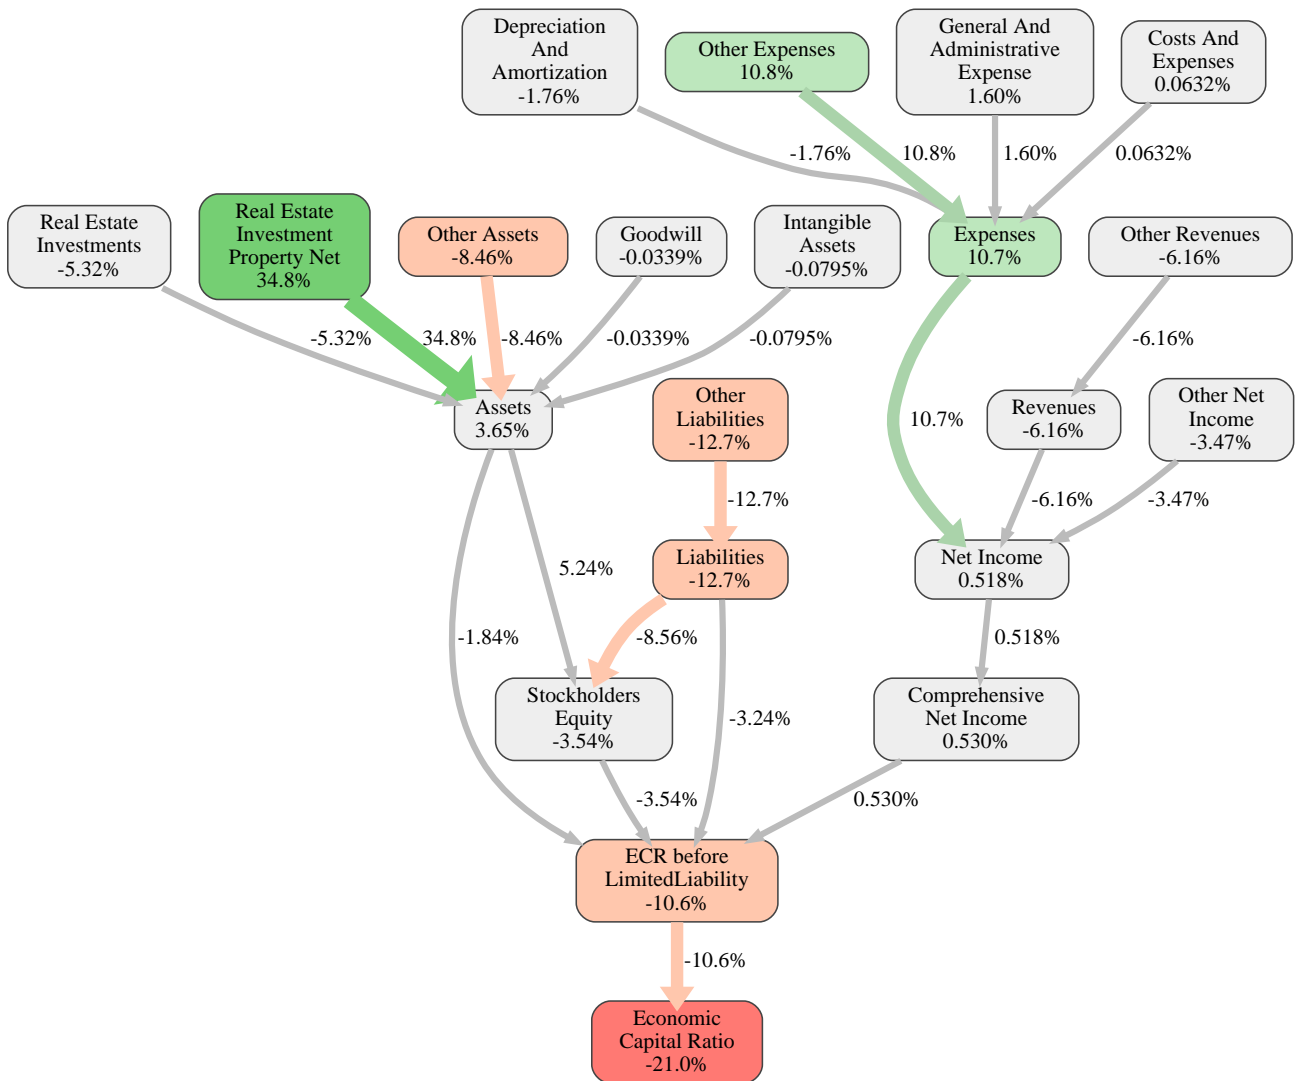 Depreciation
And
Amortization
-1.76%
Other Expenses
10.8%
General And
Administrative
Expense
1.60%
Costs And
Expenses
0.0632%
-1.76%
10.8%
1.60%
0.0632%
Real Estate
Investments
-5.32%
Real Estate
Investment
Property Net
34.8%
Other Assets
-8.46%
Goodwill
-0.0339%
Intangible
Assets
-0.0795%
Expenses
10.7%
Other Revenues
-6.16%
-5.32%
34.8%
-8.46%
-0.0339%
-0.0795%
-6.16%
Assets
3.65%
Other
Liabilities
-12.7%
10.7%
Revenues
-6.16%
Other Net
Income
-3.47%
-12.7%
-6.16%
-3.47%
5.24%
Liabilities
-12.7%
Net Income
0.518%
-1.84%
-8.56%
0.518%
Stockholders
Equity
-3.54%
-3.24%
Comprehensive
Net Income
0.530%
-3.54%
0.530%
ECR before
LimitedLiability
-10.6%
-10.6%
Economic
Capital Ratio
-21.0%